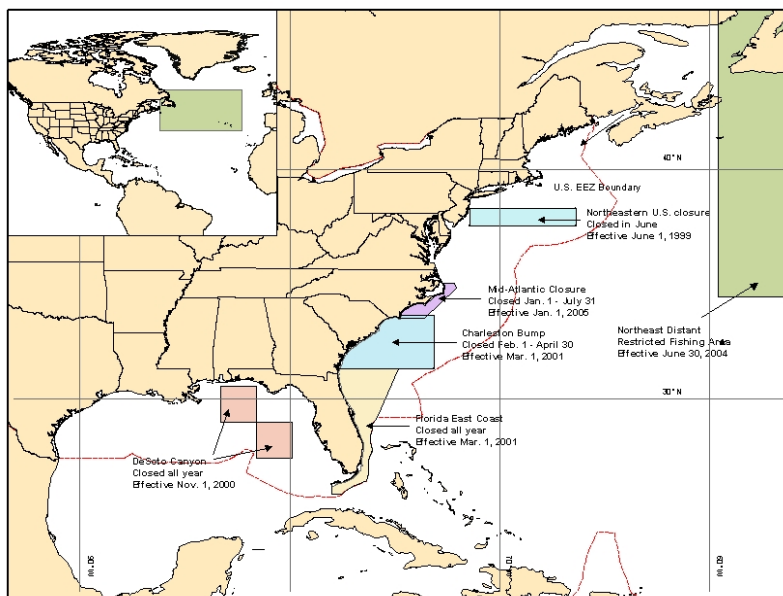 40° N
U.S. EEZ Boundary
Northeastern U.S. closure
Closed in June
Effective June 1, 1999
Mid-Atlantic Closure
Closed Jan. 1 - July 31
Effective Jan. 1, 2005
Northeast Distant
Restricted Fishing Area
Effective June 30, 2004
Charleston Bump
Closed Feb. 1 - April 30
Effective Mar. 1, 2001
30° N
Florida East Coast
Closed all year
Effective Mar. 1, 2001
DeSoto Canyon
Closed all year
Effective Nov. 1, 2000
90° W
70° W
60° W